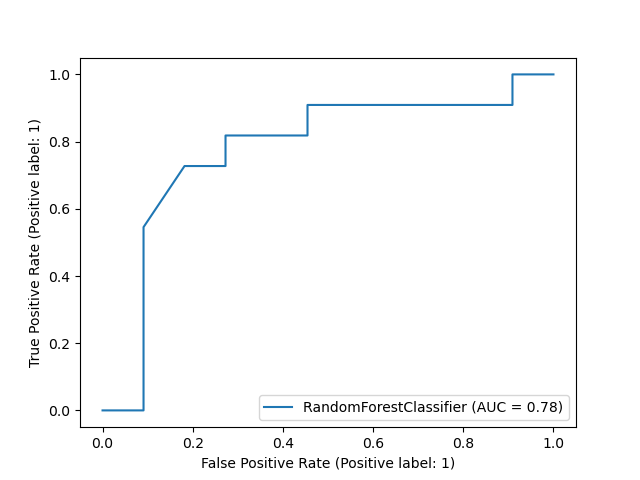 1.0
0.8
0.6
0.4
0.2
0.0
True Positive Rate (Positive label: 1)
RandomForestClassifier (AUC = 0.78)
0.0 0.2 0.4 0.6 0.8 1.0
False Positive Rate (Positive label: 1)